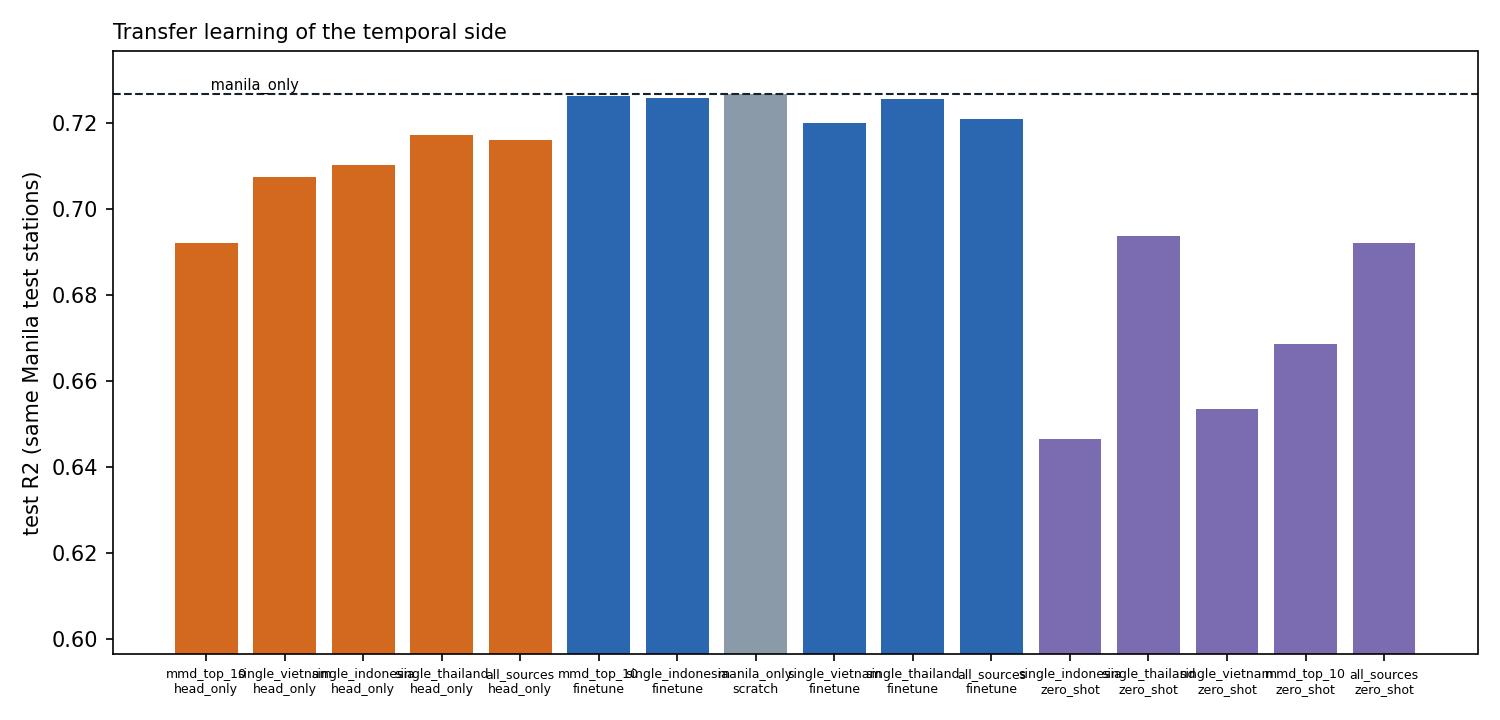 Transfer learning of the temporal side
manila_only
test R2 (same Manila test stations)
0.72
0.70
0.68
0.66
0.64
0.62
0.60
mmd_top_10 single_vietnam single_indonesia single_thailand all_sources mmd_top_10 single_indonesia manila_only single_vietnam single_thailand all_sources single_indonesia single_thailand single_vietnam mmd_top_10 all_sources
head_only head_only head_only head_only head_only finetune finetune scratch finetune finetune finetune zero_shot zero_shot zero_shot zero_shot zero_shot